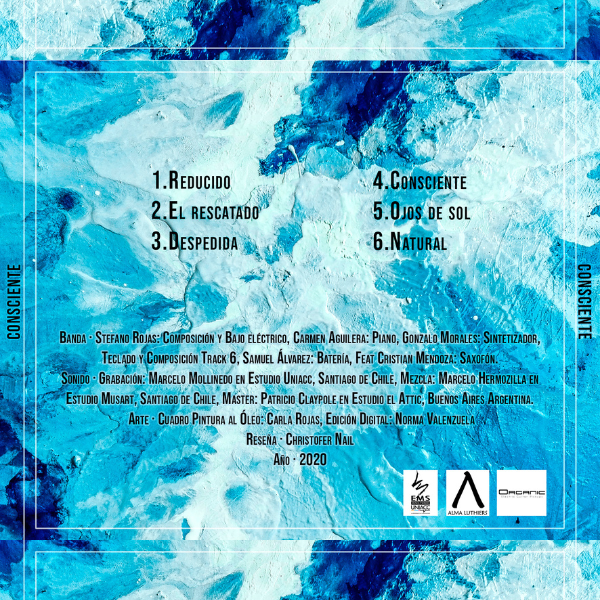 1.Reducido
2.El rescatado
3.Despedida
4.Consciente
5.Ojos de sol
6.Natural
CONSCIENTE
CONSCIENTE
Banda · Stefano Rojas: Composición y Bajo eléctrico, Carmen Aguilera: Piano, Gonzalo Morales: Sintetizador,
Teclado y Composición Track 6, Samuel Álvarez: Batería, Feat Cristian Mendoza: Saxofón.
Sonido · Grabación: Marcelo Mollinedo en Estudio Uniacc, Santiago de Chile, Mezcla: Marcelo Hermozilla en
Estudio Musart, Santiago de Chile, Master: Patricio Claypole en Estudio el Attic, Buenos Aires Argentina.
Arte · Cuadro Pintura al Óleo: Carla Rojas, Edición Digital: Norma Valenzuela
Reseña · Christofer Nail
Año · 2020
EMS
UNIACC
ALMA LUTHIERS
Organic